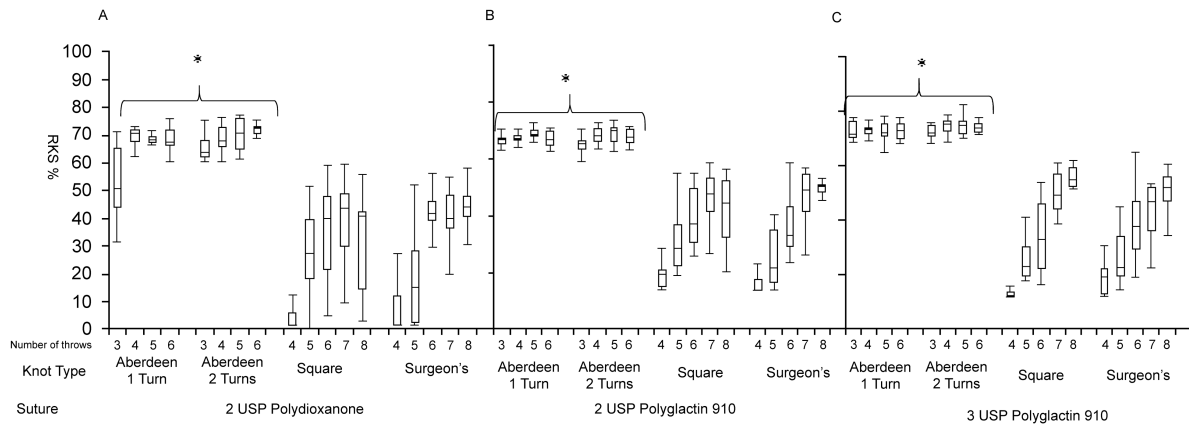 A
B
C
*
*
*
RKS %
100
90
80
70
60
50
40
30
20
10
0
Number of throws 3 4 5 6 3 4 5 6 4 5 6 7 8 4 5 6 7 8 3 4 5 6 3 4 5 6 4 5 6 7 8 4 5 6 7 8 3 4 5 6 3 4 5 6 4 5 6 7 8 4 5 6 7 8
Knot Type
Aberdeen
1 Turn
Aberdeen
2 Turns
Square
Surgeon's
Aberdeen
1 Turn
Aberdeen
2 Turns
Square
Surgeon's
Aberdeen
1 Turn
Aberdeen
2 Turns
Square
Surgeon's
Suture
2 USP Polydioxanone
2 USP Polyglactin 910
3 USP Polyglactin 910